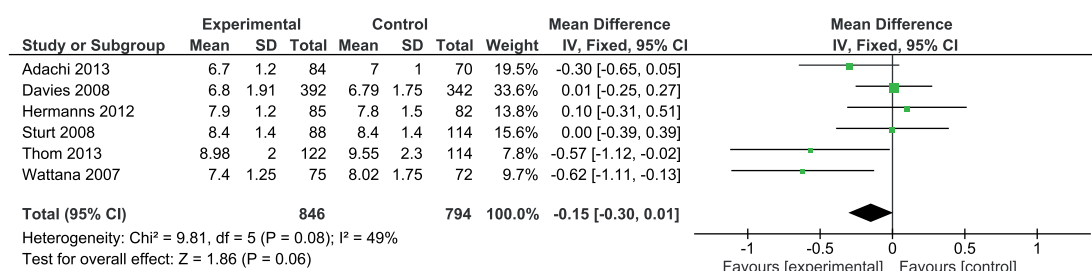 Experimental Control Mean Difference Mean Difference
Study or Subgroup Mean SD Total Mean SD Total Weight IV, Fixed, 95% CI IV, Fixed, 95% CI
Adachi 2013 6.7 1.2 84 7 1 70 19.5% -0.30 [-0.65, 0.05]
Davies 2008 6.8 1.91 392 6.79 1.75 342 33.6% 0.01 [-0.25, 0.27]
Hermanns 2012 7.9 1.2 85 7.8 1.5 82 13.8% 0.10 [-0.31, 0.51]
Sturt 2008 8.4 1.4 88 8.4 1.4 114 15.6% 0.00 [-0.39, 0.39]
Thom 2013 8.98 2 122 9.55 2.3 114 7.8% -0.57 [-1.12, -0.02]
Wattana 2007 7.4 1.25 75 8.02 1.75 72 9.7% -0.62 [-1.11, -0.13]
Total (95% CI) 846 794 100.0% -0.15 [-0.30, 0.01]
Heterogeneity: Chi² = 9.81, df = 5 (P = 0.08); I² = 49%
Test for overall effect: Z = 1.86 (P = 0.06)
-1 -0.5 0 0.5 1
Favours [experimental] Favours [control]